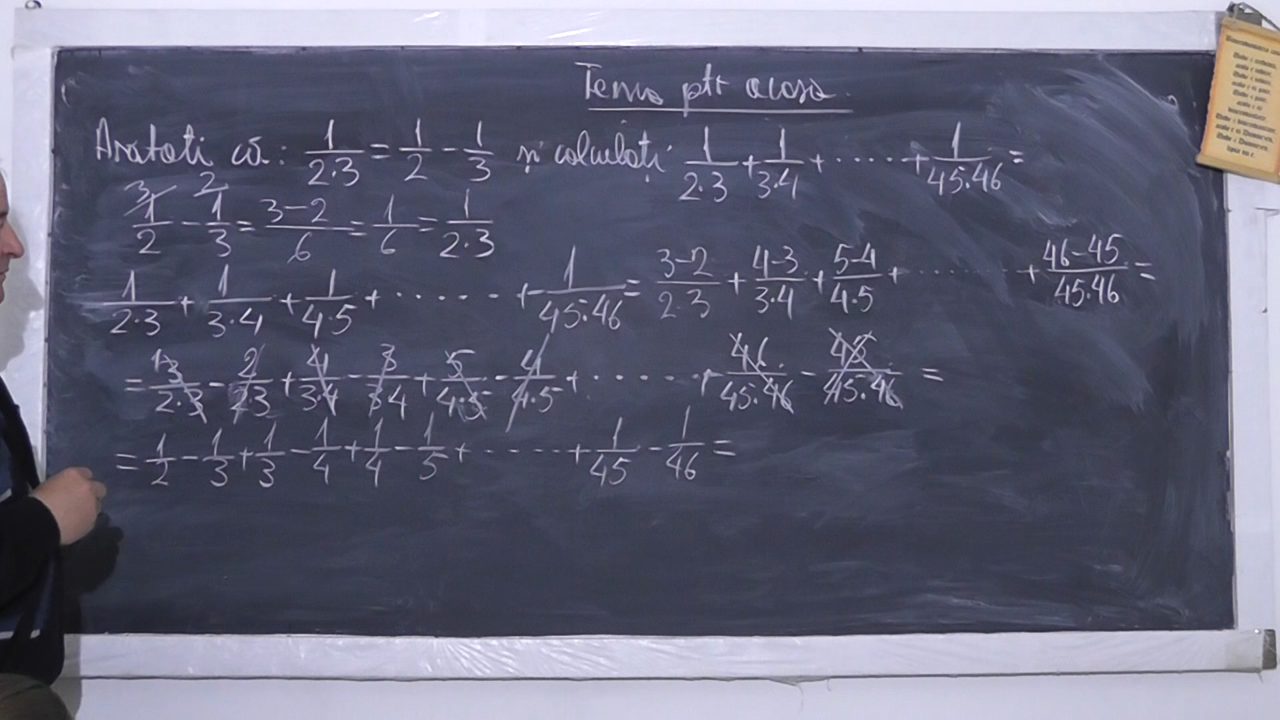 Tema ptr acasă.
Arătați că: 1/2·3 = 1/2 - 1/3 și calculați 1/2·3 + 1/3·4 + ...... + 1/45·46 =
3/ 1/2 - 2/ 1/3 = 3-2/6 = 1/6 = 1/2·3
1/2·3 + 1/3·4 + 1/4·5 + ...... + 1/45·46 = 3-2/2·3 + 4-3/3·4 + 5-4/4·5 + ...... + 46-45/45·46 =
= 3/2·3 - 2/2·3 + 4/3·4 - 3/3·4 + 5/4·5 - 4/4·5 + ...... + 46/45·46 - 45/45·46 =
= 1/2 - 1/3 + 1/3 - 1/4 + 1/4 - 1/5 + ...... + 1/45 - 1/46 =